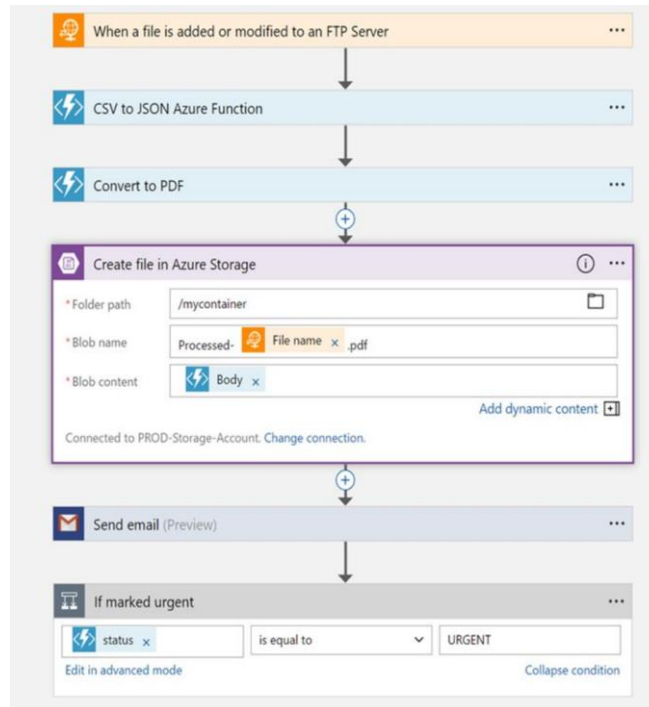 When a file is added or modified to an FTP Server
CSV to JSON Azure Function
Convert to PDF
Create file in Azure Storage
*Folder path /mycontainer
*Blob name Processed- File name x .pdf
*Blob content Body x
Add dynamic content
Connected to PROD-Storage-Account. Change connection.
Send email (Preview)
If marked urgent
status x is equal to URGENT
Edit in advanced mode Collapse condition